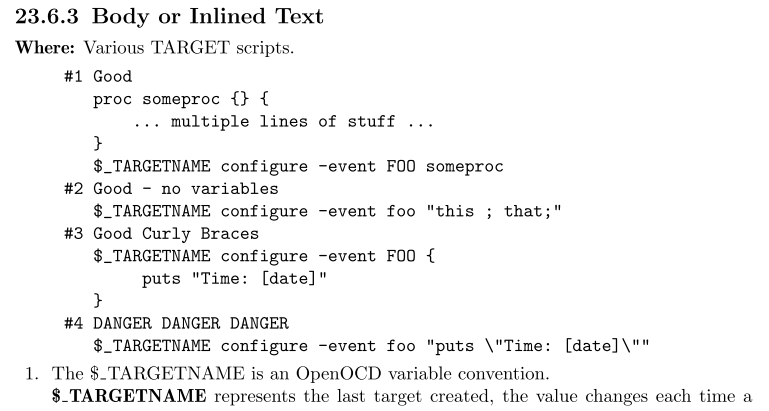 23.6.3 Body or Inlined Text
Where: Various TARGET scripts.
#1 Good
proc someproc {} {
... multiple lines of stuff ...
}
$_TARGETNAME configure -event FOO someproc
#2 Good - no variables
$_TARGETNAME configure -event foo "this ; that;"
#3 Good Curly Braces
$_TARGETNAME configure -event FOO {
puts "Time: [date]"
}
#4 DANGER DANGER DANGER
$_TARGETNAME configure -event foo "puts \"Time: [date]\""
1. The $_TARGETNAME is an OpenOCD variable convention.
$_TARGETNAME represents the last target created, the value changes each time a